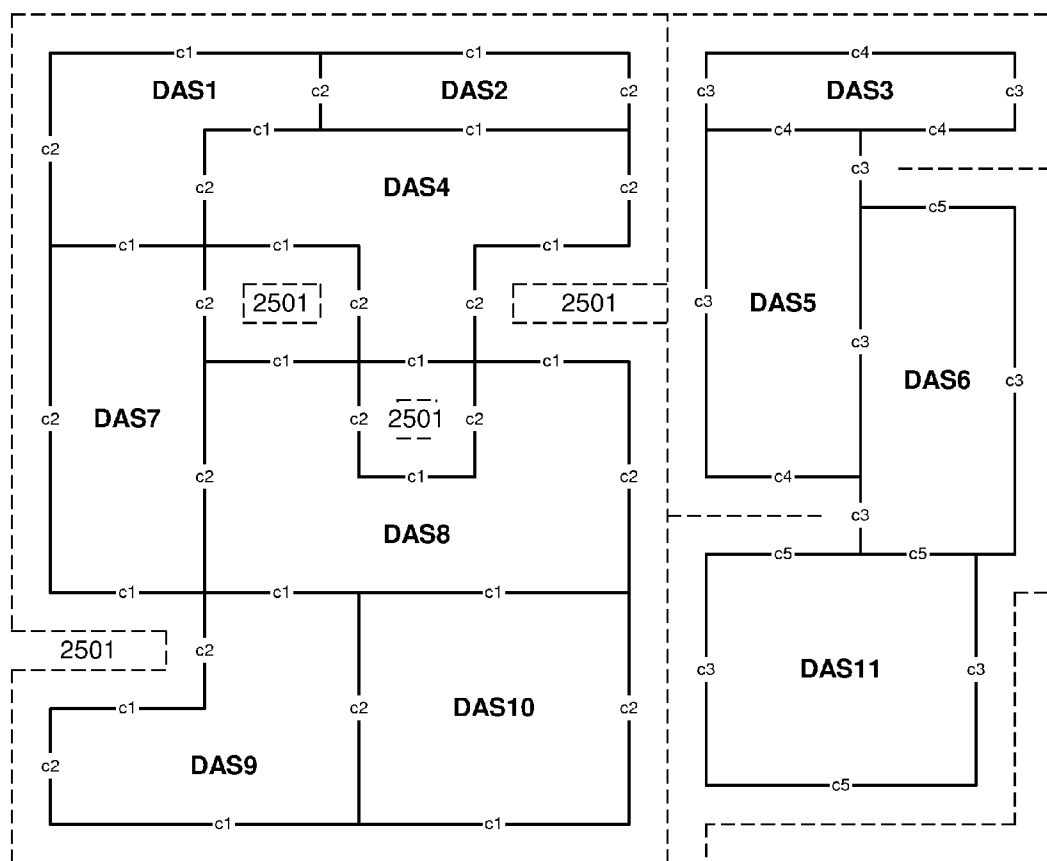 c1 c1 c4
DAS1 c2 DAS2 c2 c3 DAS3 c3
c1 c1 c4 c4
c2
c2 DAS4 c2 c3
c5
c1 c1 c1
c2 2501 c2 c2 2501 c3 DAS5
c3
c1 c1 c1
DAS6 c3
c2 DAS7 c2 2501 c2
c2 c1 c2 c4
DAS8 c3
c5 c5
c1 c1 c1
2501 c2
DAS11
c3 c3
c1 c2 DAS10 c2
c2 DAS9
c5
c1 c1